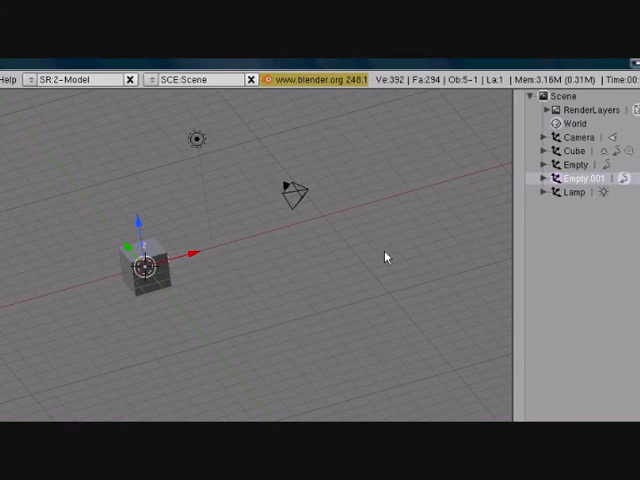 Help SR:2-Model X SCE:Scene X www.blender.org 248.1 Ve:392 | Fa:294 | Ob:5-1 | La:1 | Mem:3.16M (0.31M) | Time:00:
Scene
RenderLayers |
World
Camera |
Cube |
Empty |
Empty.001 |
Lamp |
z